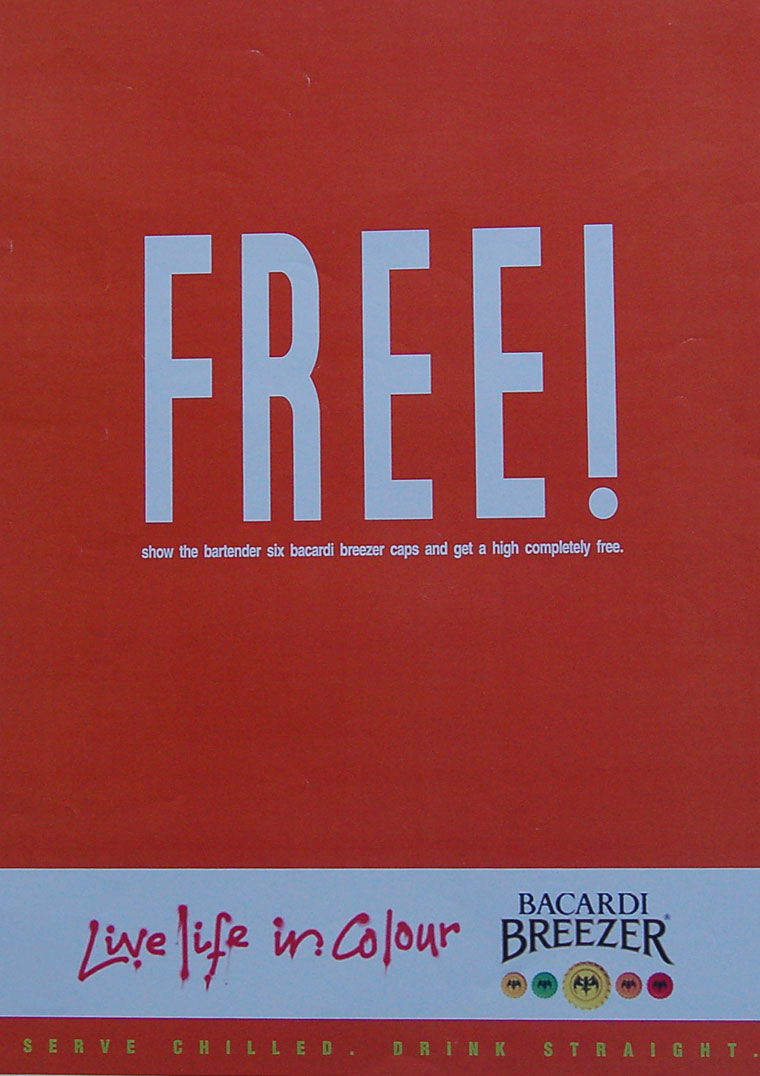 FREE!
show the bartender six bacardi breezer caps and get a high completely free.
Live life in Colour
BACARDI
BREEZER®
SERVE CHILLED. DRiNK STRAIGHT.